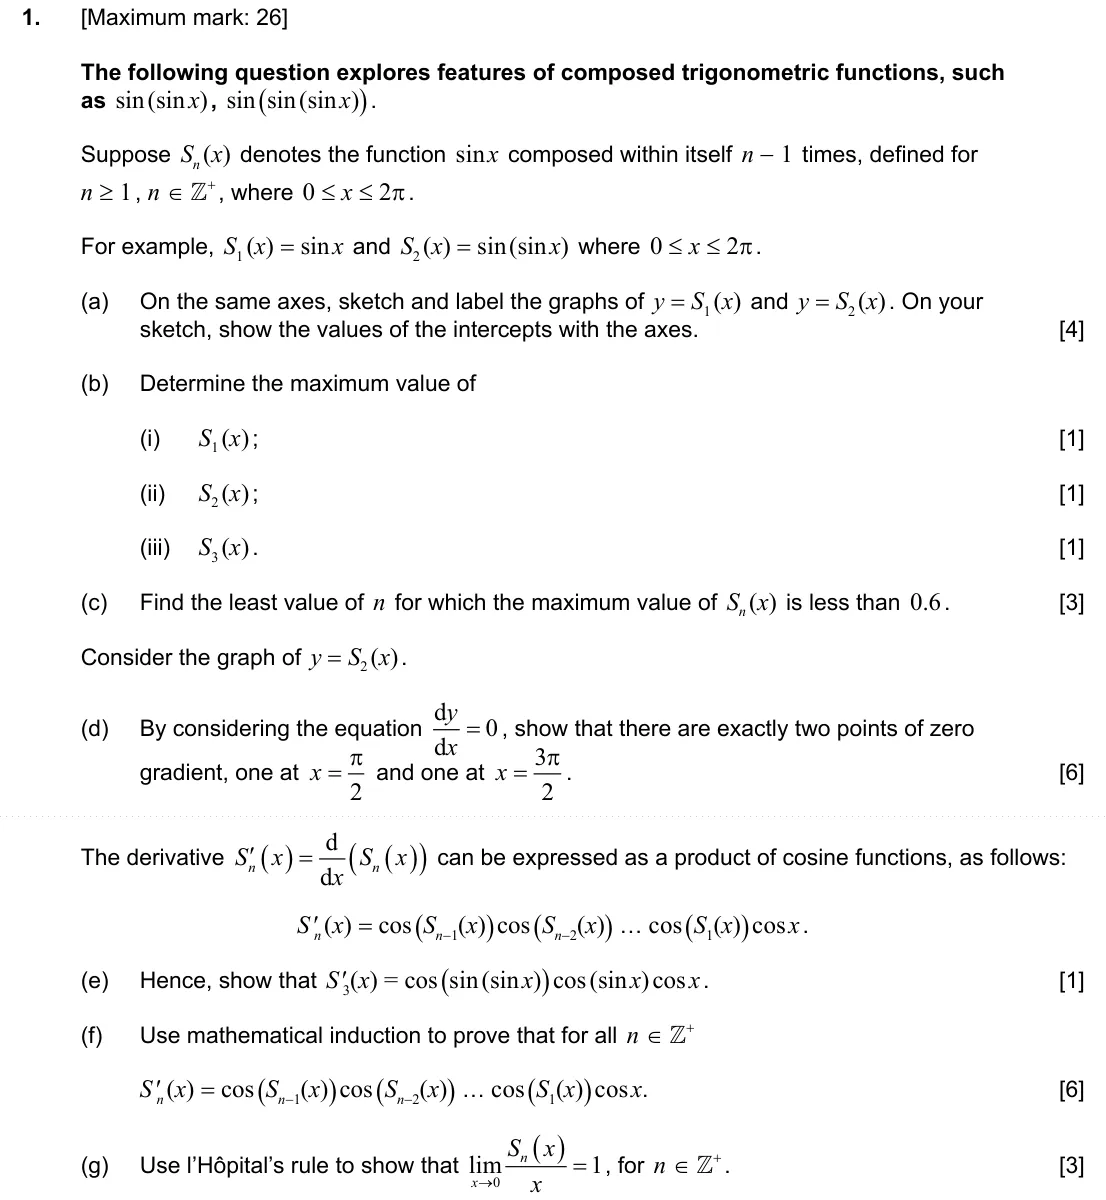 1. [Maximum mark: 26]
The following question explores features of composed trigonometric functions, such
as sin(sin x), sin(sin(sin x)).
Suppose Sₙ(x) denotes the function sin x composed within itself n − 1 times, defined for
n ≥ 1, n ∈ ℤ⁺, where 0 ≤ x ≤ 2π.
For example, S₁(x) = sin x and S₂(x) = sin(sin x) where 0 ≤ x ≤ 2π.
(a) On the same axes, sketch and label the graphs of y = S₁(x) and y = S₂(x). On your
sketch, show the values of the intercepts with the axes. [4]
(b) Determine the maximum value of
(i) S₁(x); [1]
(ii) S₂(x); [1]
(iii) S₃(x). [1]
(c) Find the least value of n for which the maximum value of Sₙ(x) is less than 0.6. [3]
Consider the graph of y = S₂(x).
(d) By considering the equation dy/dx = 0, show that there are exactly two points of zero
gradient, one at x = π/2 and one at x = 3π/2. [6]
The derivative Sₙ′(x) = d/dx (Sₙ(x)) can be expressed as a product of cosine functions, as follows:
Sₙ′(x) = cos(Sₙ₋₁(x))cos(Sₙ₋₂(x)) … cos(S₁(x))cos x.
(e) Hence, show that S₃′(x) = cos(sin(sin x))cos(sin x)cos x. [1]
(f) Use mathematical induction to prove that for all n ∈ ℤ⁺
Sₙ′(x) = cos(Sₙ₋₁(x))cos(Sₙ₋₂(x)) … cos(S₁(x))cos x. [6]
(g) Use l’Hôpital’s rule to show that lim x→0 Sₙ(x)/x = 1, for n ∈ ℤ⁺. [3]